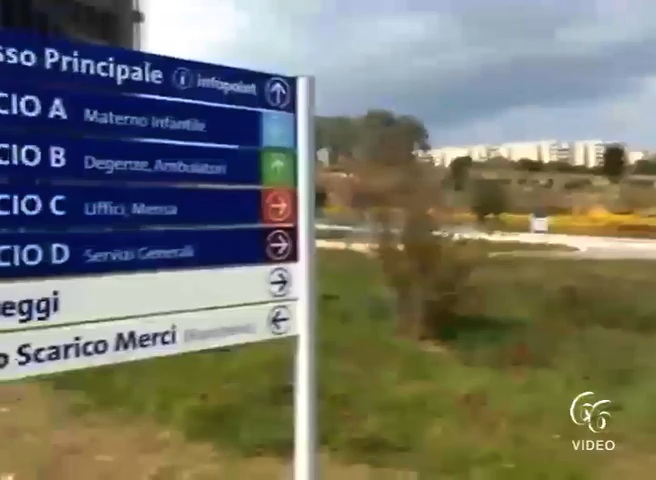 sso Principale i infopoint
CIO A Materno Infantile
CIO B Degenze, Ambulatori
CIO C Uffici, Mensa
CIO D Servizi Generali
eggi
o Scarico Merci
VIDEO